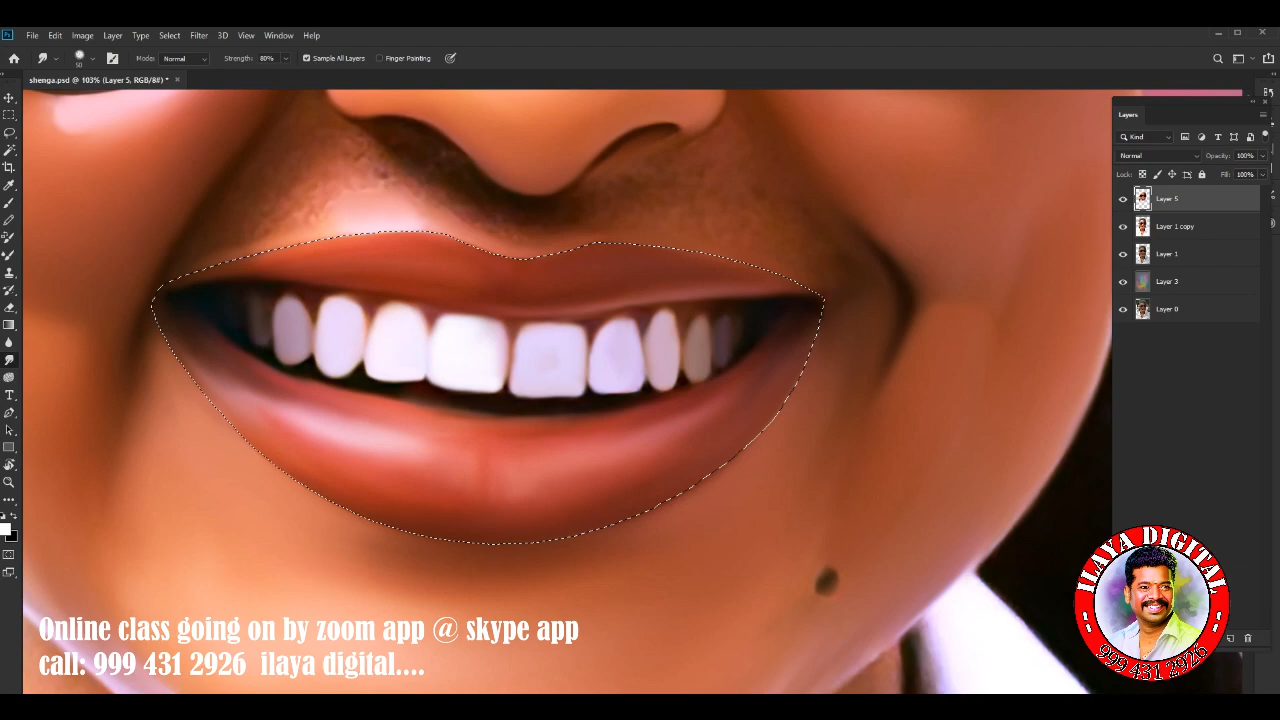 Ps File Edit Image Layer Type Select Filter 3D View Window Help
50 Mode: Normal Strength: 80% Sample All Layers Finger Painting
shenga.psd @ 103% (Layer 5, RGB/8#) * ×
Layers
Kind
Normal Opacity: 100%
Lock: Fill: 100%
Layer 5
Layer 1 copy
Layer 1
Layer 3
Layer 0
Online class going on by zoom app @ skype app
call: 999 431 2926 ilaya digital....
ILAYA DIGITAL
999 431 2926